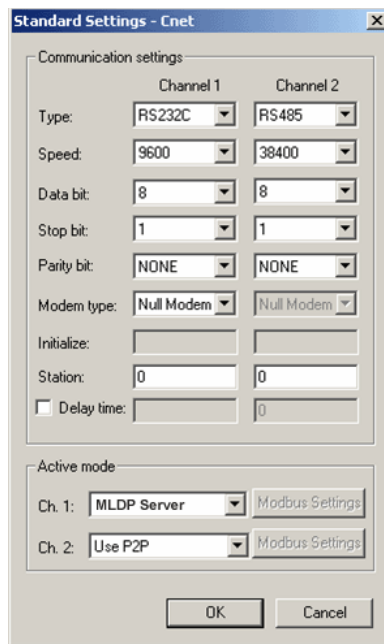 Standard Settings - Cnet
Communication settings
Channel 1 Channel 2
Type: RS232C RS485
Speed: 9600 38400
Data bit: 8 8
Stop bit: 1 1
Parity bit: NONE NONE
Modem type: Null Modem Null Modem
Initialize:
Station: 0 0
Delay time: 0
Active mode
Ch. 1: MLDP Server Modbus Settings
Ch. 2: Use P2P Modbus Settings
OK Cancel